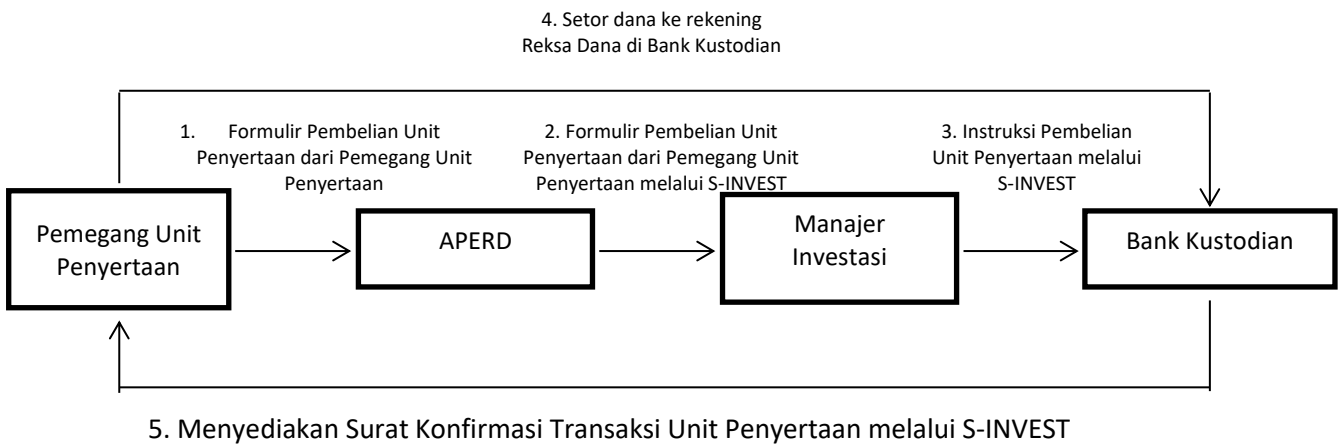 4. Setor dana ke rekening
Reksa Dana di Bank Kustodian
1. Formulir Pembelian Unit
Penyertaan dari Pemegang Unit
Penyertaan
2. Formulir Pembelian Unit
Penyertaan dari Pemegang Unit
Penyertaan melalui S-INVEST
3. Instruksi Pembelian
Unit Penyertaan melalui
S-INVEST
Pemegang Unit
Penyertaan
APERD
Manajer
Investasi
Bank Kustodian
5. Menyediakan Surat Konfirmasi Transaksi Unit Penyertaan melalui S-INVEST